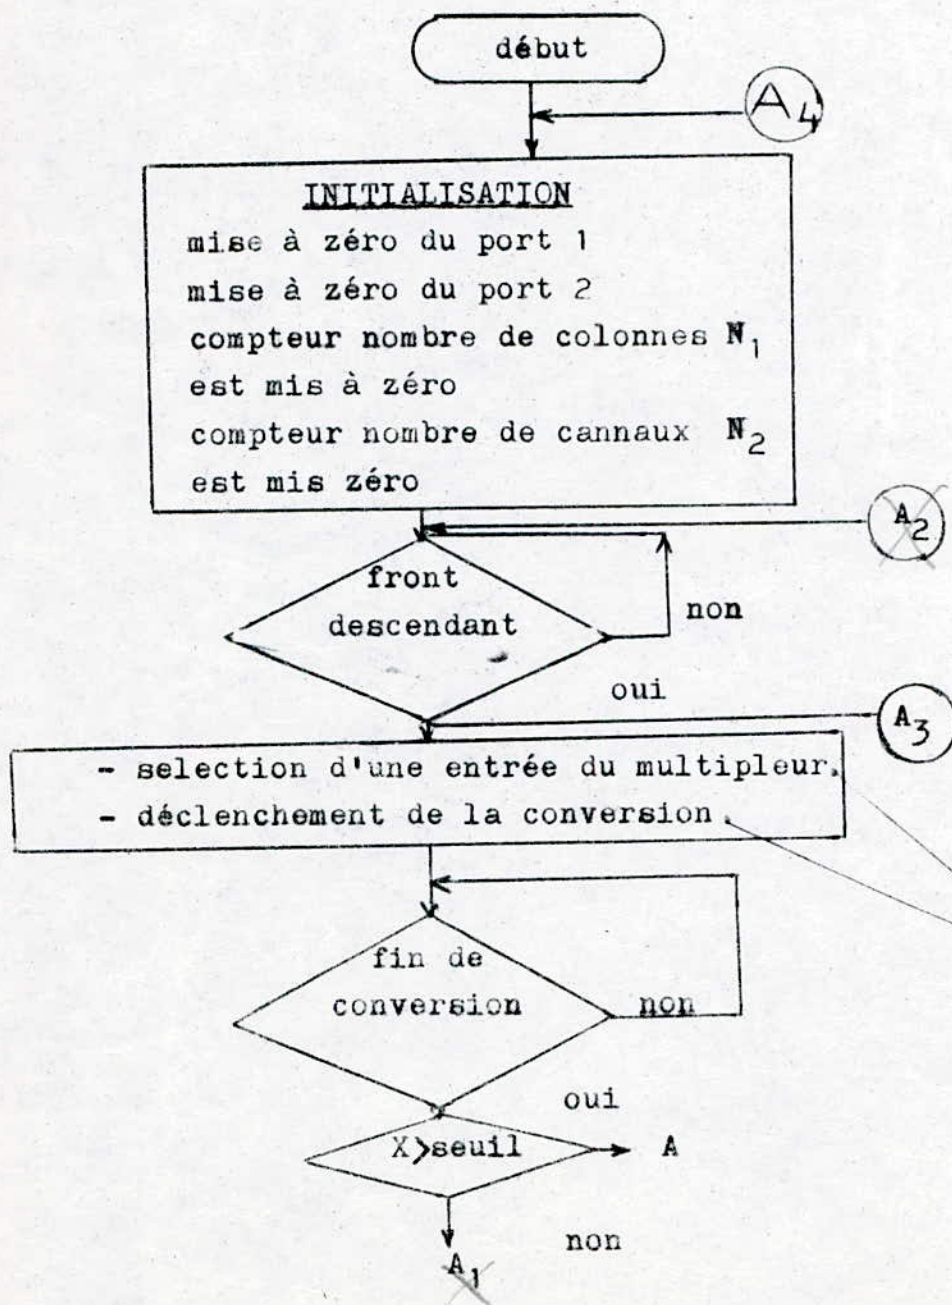 début
A4
INITIALISATION
mise à zéro du port 1
mise à zéro du port 2
compteur nombre de colonnes N1
est mis à zéro
compteur nombre de cannaux N2
est mis zéro
A2
front
descendant
non
oui
A3
- selection d'une entrée du multipleur.
- déclenchement de la conversion.
fin de
conversion
non
oui
X>seuil
A
non
A1